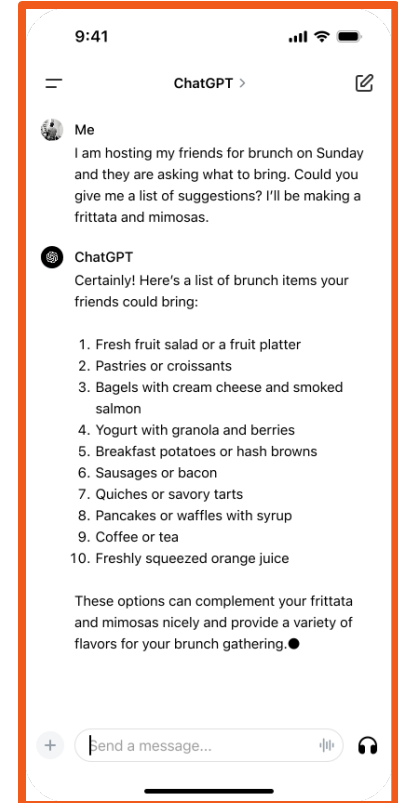 9:41
ChatGPT >
Me
I am hosting my friends for brunch on Sunday
and they are asking what to bring. Could you
give me a list of suggestions? I'll be making a
frittata and mimosas.
ChatGPT
Certainly! Here's a list of brunch items your
friends could bring:
1. Fresh fruit salad or a fruit platter
2. Pastries or croissants
3. Bagels with cream cheese and smoked
salmon
4. Yogurt with granola and berries
5. Breakfast potatoes or hash browns
6. Sausages or bacon
7. Quiches or savory tarts
8. Pancakes or waffles with syrup
9. Coffee or tea
10. Freshly squeezed orange juice
These options can complement your frittata
and mimosas nicely and provide a variety of
flavors for your brunch gathering.
Send a message...